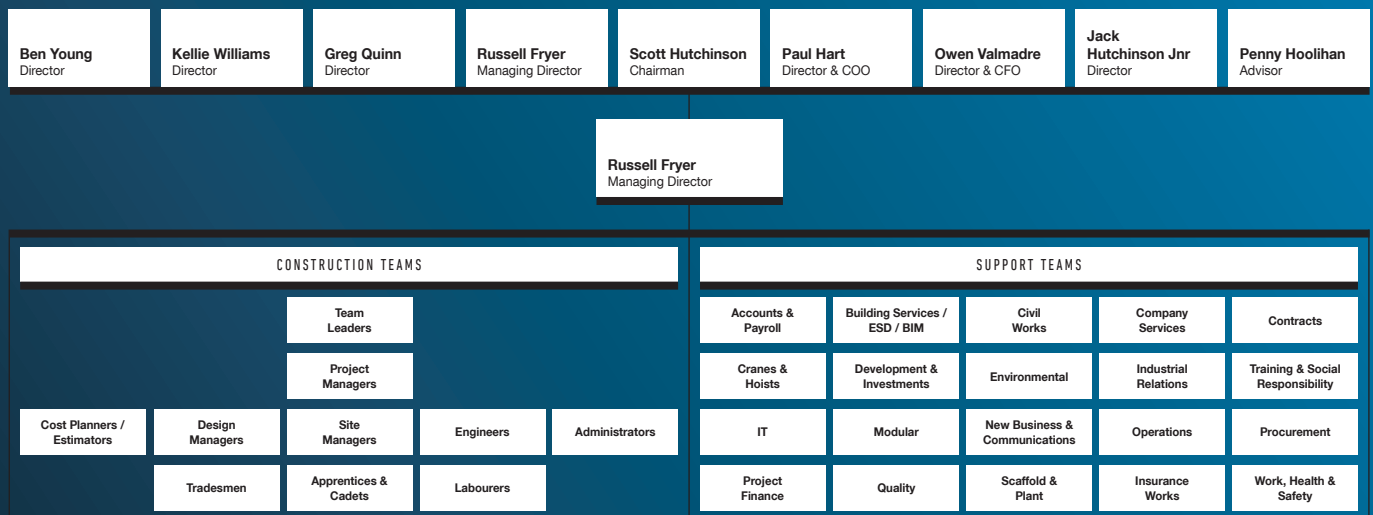 Ben Young
Director
Kellie Williams
Director
Greg Quinn
Director
Russell Fryer
Managing Director
Scott Hutchinson
Chairman
Paul Hart
Director & COO
Owen Valmadre
Director & CFO
Jack
Hutchinson Jnr
Director
Penny Hoolihan
Advisor
Russell Fryer
Managing Director
CONSTRUCTION TEAMS
Team
Leaders
Project
Managers
Cost Planners /
Estimators
Design
Managers
Site
Managers
Engineers
Administrators
Tradesmen
Apprentices &
Cadets
Labourers
SUPPORT TEAMS
Accounts &
Payroll
Building Services /
ESD / BIM
Civil
Works
Company
Services
Contracts
Cranes &
Hoists
Development &
Investments
Environmental
Industrial
Relations
Training & Social
Responsibility
IT
Modular
New Business &
Communications
Operations
Procurement
Project
Finance
Quality
Scaffold &
Plant
Insurance
Works
Work, Health &
Safety